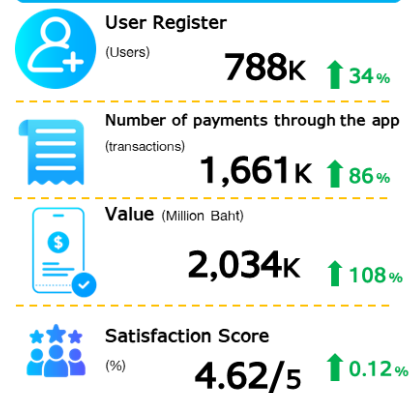 User Register
(Users)
788K 34%
Number of payments through the app
(transactions)
1,661K 86%
Value (Million Baht)
$
2,034K 108%
Satisfaction Score
(%)
4.62/5 0.12%